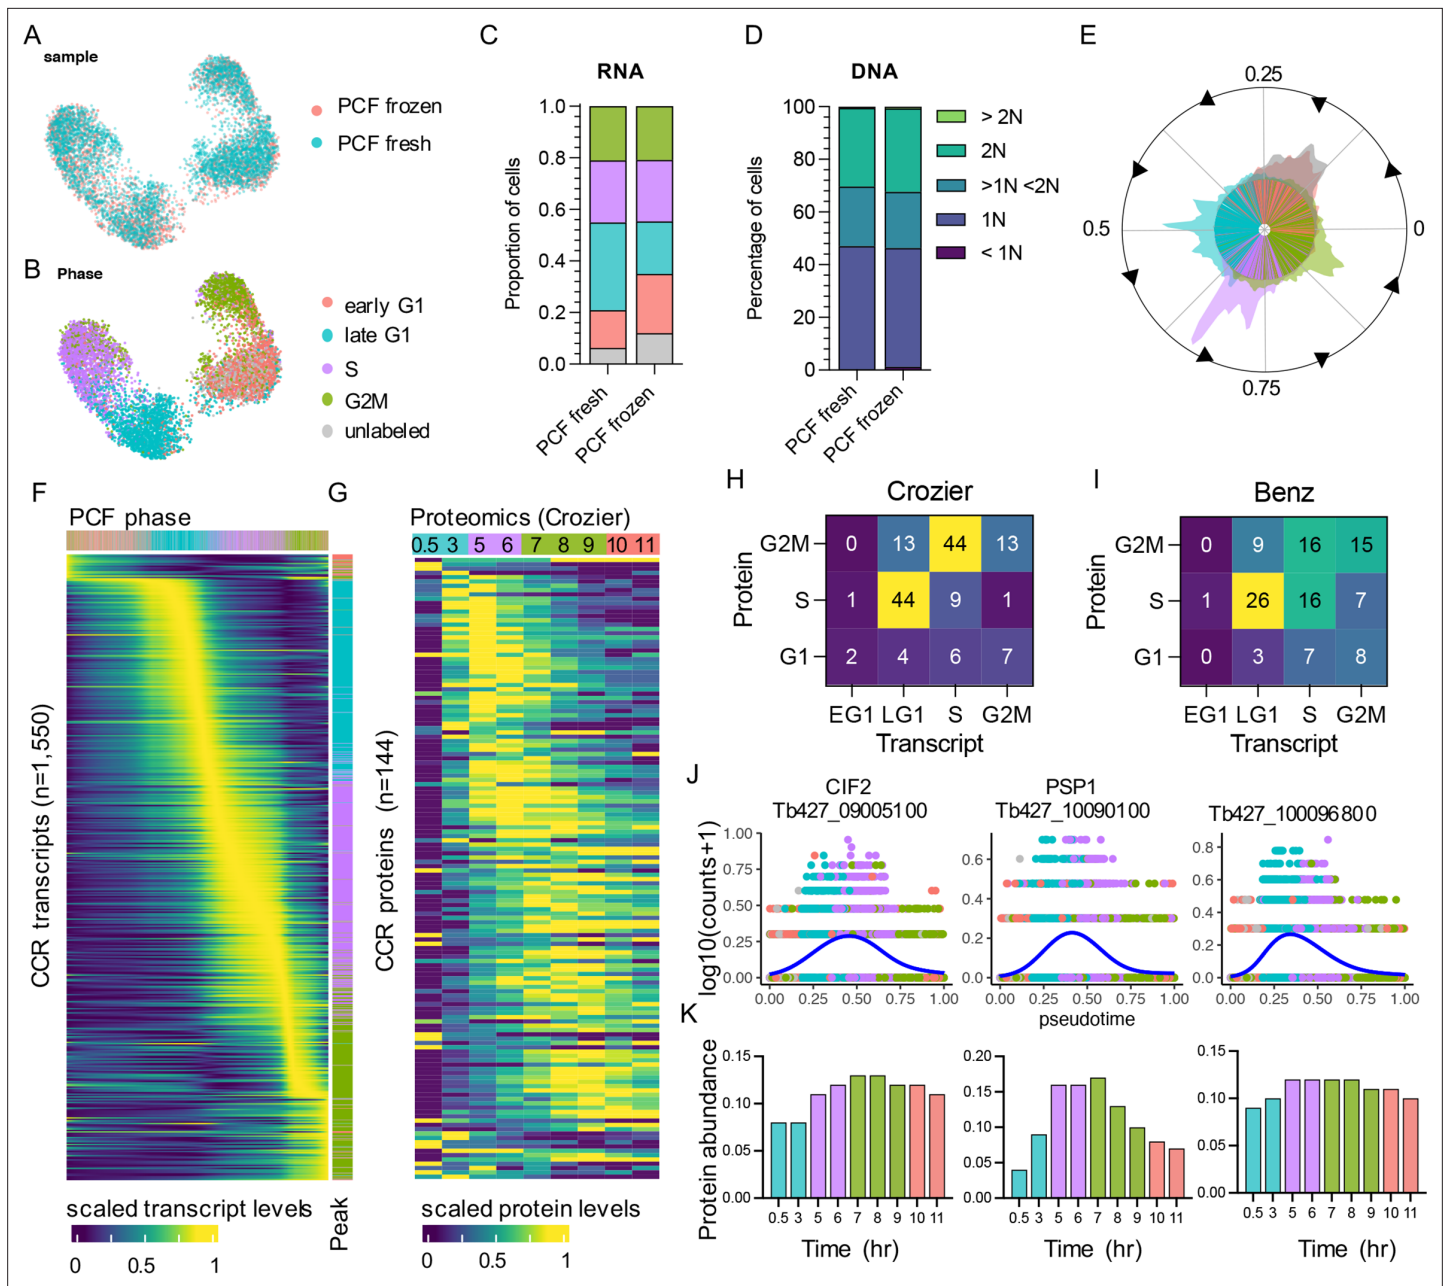 A
sample
PCF frozen
PCF fresh
B
Phase
early G1
late G1
S
G2M
unlabeled
C
RNA
Proportion of cells
1.0
0.8
0.6
0.4
0.2
0.0
PCF fresh
PCF frozen
D
DNA
Percentage of cells
100
80
60
40
20
0
PCF fresh
PCF frozen
> 2N
2N
>1N <2N
1N
< 1N
E
0.25
0.5
0
0.75
F
PCF phase
CCR transcripts (n=1,550)
Peak
scaled transcript levels
0 0.5 1
G
Proteomics (Crozier)
0.5 3 5 6 7 8 9 10 11
CCR proteins (n=144)
scaled protein levels
0 0.5 1
H
Crozier
Protein
G2M 0 13 44 13
S 1 44 9 1
G1 2 4 6 7
EG1 LG1 S G2M
Transcript
I
Benz
Protein
G2M 0 9 16 15
S 1 26 16 7
G1 0 3 7 8
EG1 LG1 S G2M
Transcript
J
CIF2
Tb427_09005100
PSP1
Tb427_10090100
Tb427_100096800
log10(counts+1)
1.00
0.75
0.50
0.25
0.00
0.00 0.25 0.50 0.75 1.00
0.6
0.4
0.2
0.0
0.00 0.25 0.50 0.75 1.00
0.8
0.6
0.4
0.2
0.0
0.00 0.25 0.50 0.75 1.00
pseudotime
K
Protein abundance
0.15
0.10
0.05
0.00
0.5 3 5 6 7 8 9 10 11
Time (hr)
0.20
0.15
0.10
0.05
0.00
0.5 3 5 6 7 8 9 10 11
Time (hr)
0.15
0.10
0.05
0.00
0.5 3 5 6 7 8 9 10 11
Time (hr)